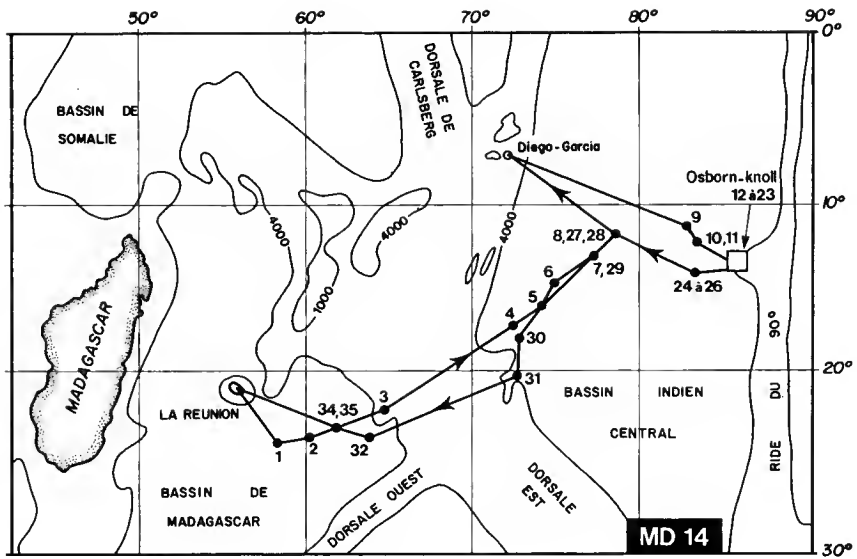 50° 60° 70° 80° 90°
0°
BASSIN DE
SOMALIE
DORSALE DE
CARLSBERG
Diego-Garcia
Osborn-knoll
12 à 23
10°
9
10,11
8,27,28
7,29
24 à 26
4000
4000
4000
1000
6
5
4
30
31
20°
MADAGASCAR
LA REUNION
34,35
3
1
2
32
BASSIN INDIEN
CENTRAL
RIDE DU 90°
BASSIN DE
MADAGASCAR
DORSALE OUEST
DORSALE
EST
MD 14
30°